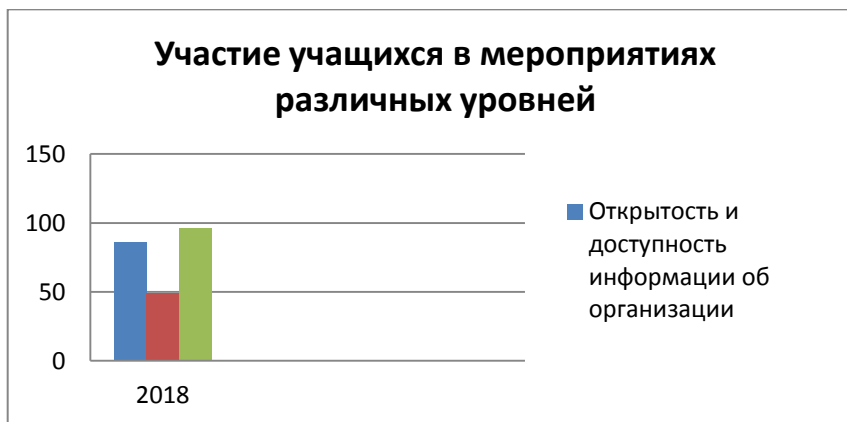 Участие учащихся в мероприятиях
различных уровней
150
100
50
0
2018
Открытость и
доступность
информации об
организации